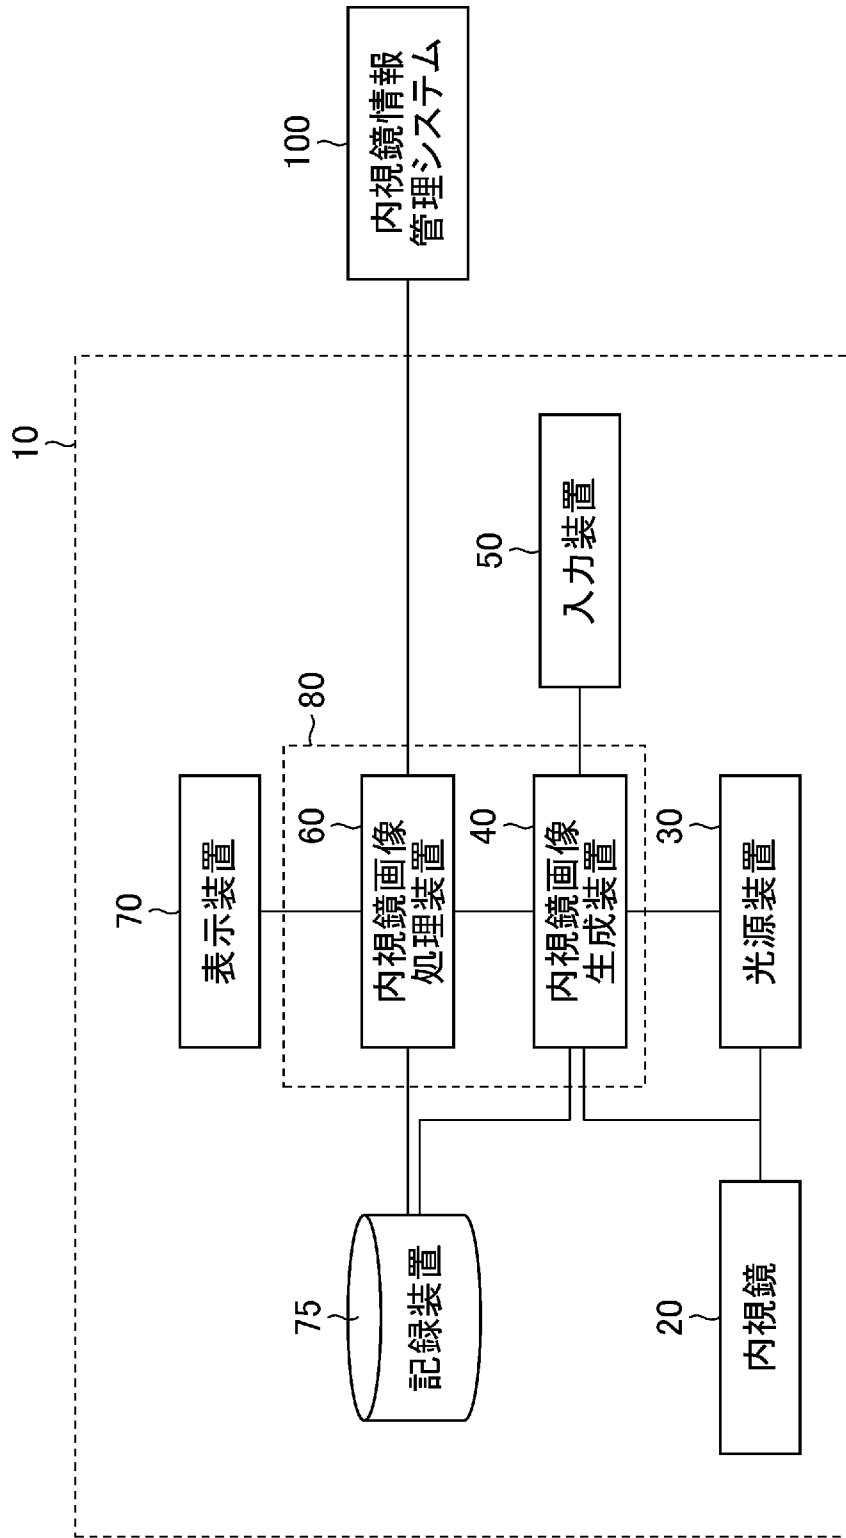 10
100
内視鏡情報
管理システム
70
表示装置
80
75
記録装置
60
内視鏡画像
処理装置
40
内視鏡画像
生成装置
50
入力装置
20
内視鏡
30
光源装置